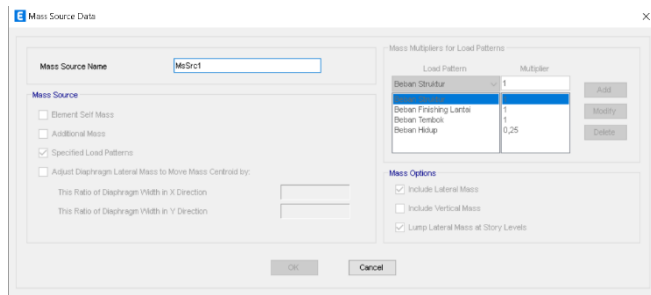 E Mass Source Data
Mass Source Name MsSrc1
Mass Source
Element Self Mass
Additional Mass
Specified Load Patterns
Adjust Diaphragm Lateral Mass to Move Mass Centroid by:
This Ratio of Diaphragm Width in X Direction
This Ratio of Diaphragm Width in Y Direction
Mass Multipliers for Load Patterns
Load Pattern Multiplier
Beban Struktur 1
Beban Finishing Lantai 1
Beban Tembok 1
Beban Hidup 0,25
Add
Modify
Delete
Mass Options
Include Lateral Mass
Include Vertical Mass
Lump Lateral Mass at Story Levels
OK Cancel